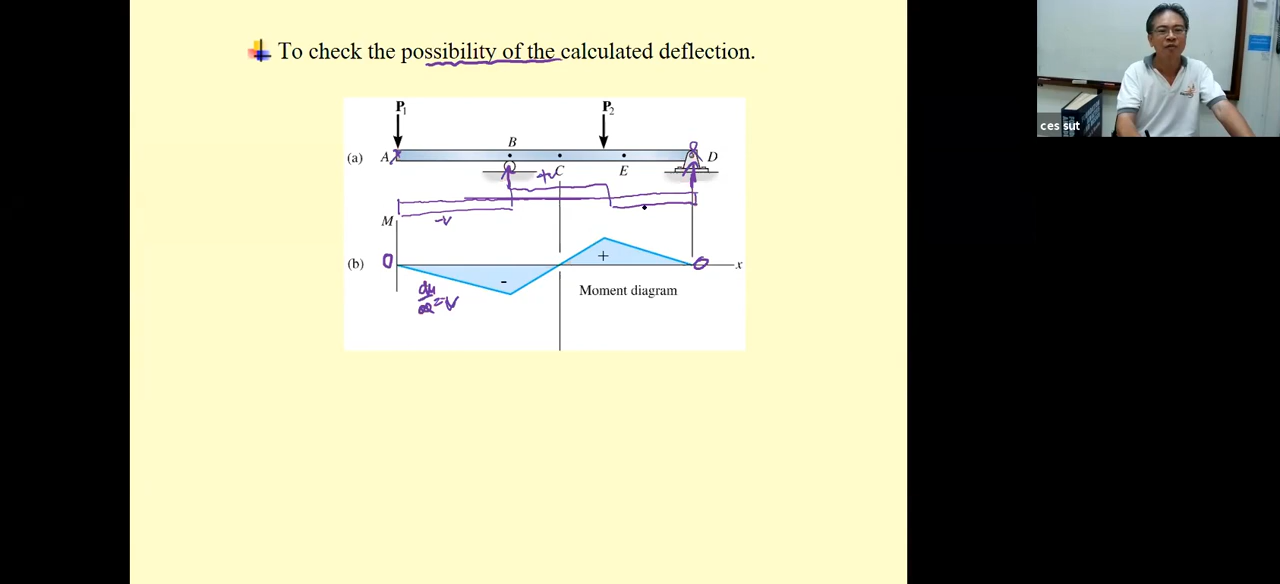 To check the possibility of the calculated deflection.
P1
P2
B
(a)
A
C
E
D
+V
M
-V
(b)
0
+
0
x
-
dM/dx = V
Moment diagram
ces sut